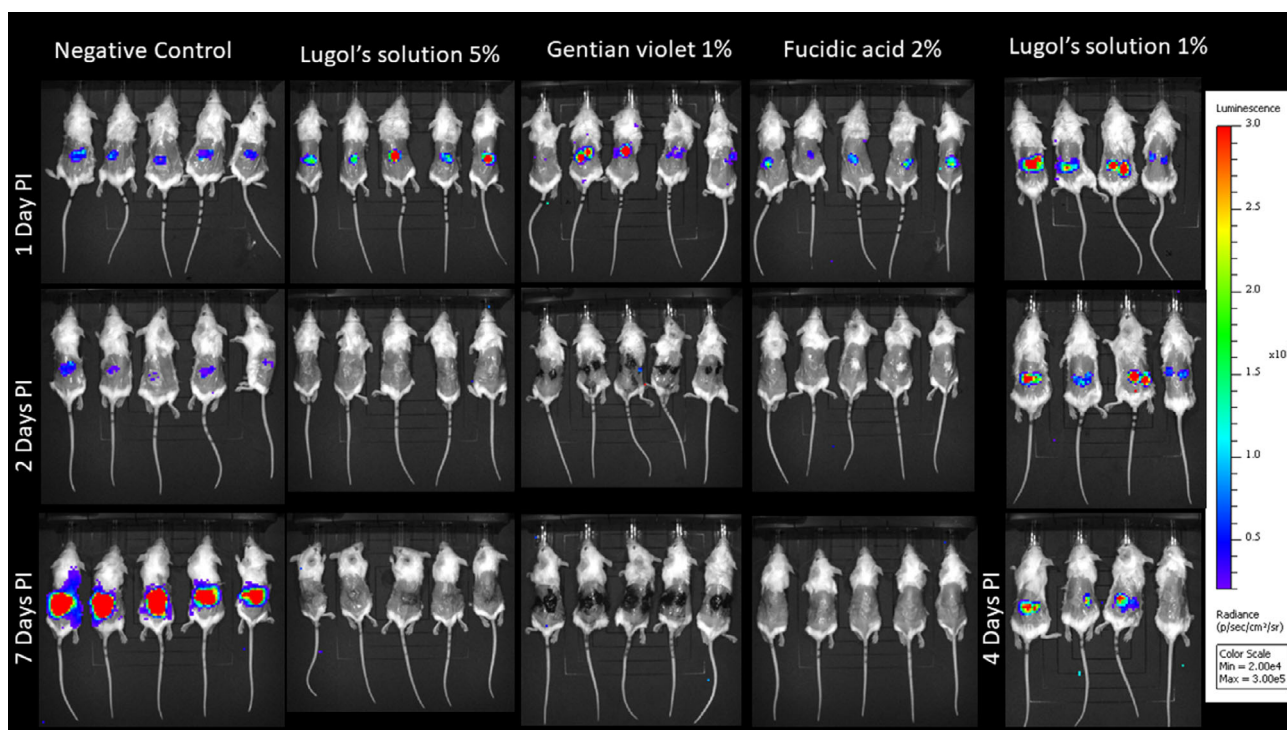 Negative Control
Lugol's solution 5%
Gentian violet 1%
Fucidic acid 2%
Lugol's solution 1%
1 Day PI
2 Days PI
7 Days PI
4 Days PI
Luminescence
3.0
2.5
2.0
x10
1.5
1.0
0.5
Radiance
(p/sec/cm²/sr)
Color Scale
Min = 2.00e4
Max = 3.00e5